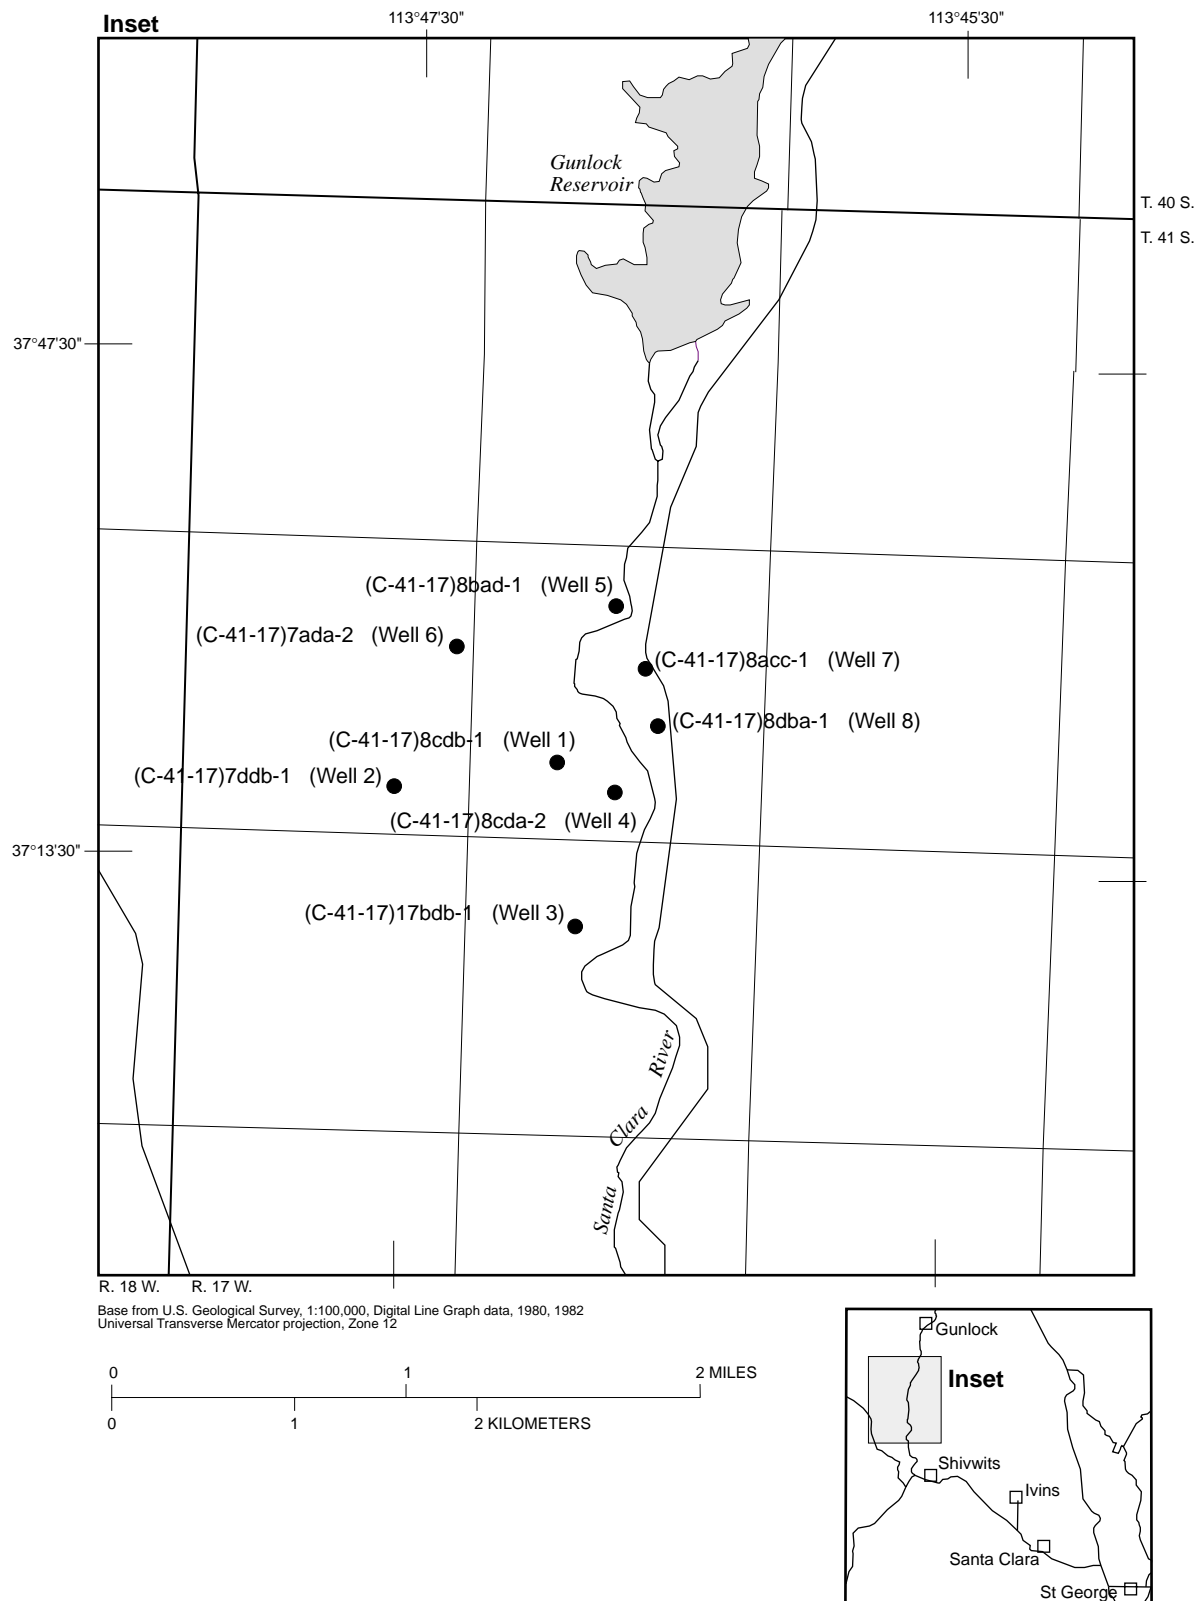 Inset
113°47'30"
113°45'30"
Gunlock
Reservoir
T. 40 S.
T. 41 S.
37°47'30"
(C-41-17)8bad-1 (Well 5)
(C-41-17)7ada-2 (Well 6)
(C-41-17)8acc-1 (Well 7)
(C-41-17)8dba-1 (Well 8)
(C-41-17)8cdb-1 (Well 1)
(C-41-17)7ddb-1 (Well 2)
(C-41-17)8cda-2 (Well 4)
37°13'30"
(C-41-17)17bdb-1 (Well 3)
Santa Clara River
R. 18 W. R. 17 W.
Base from U.S. Geological Survey, 1:100,000, Digital Line Graph data, 1980, 1982
Universal Transverse Mercator projection, Zone 12
0 1 2 MILES
0 1 2 KILOMETERS
Gunlock
Inset
Shivwits
Ivins
Santa Clara
St George